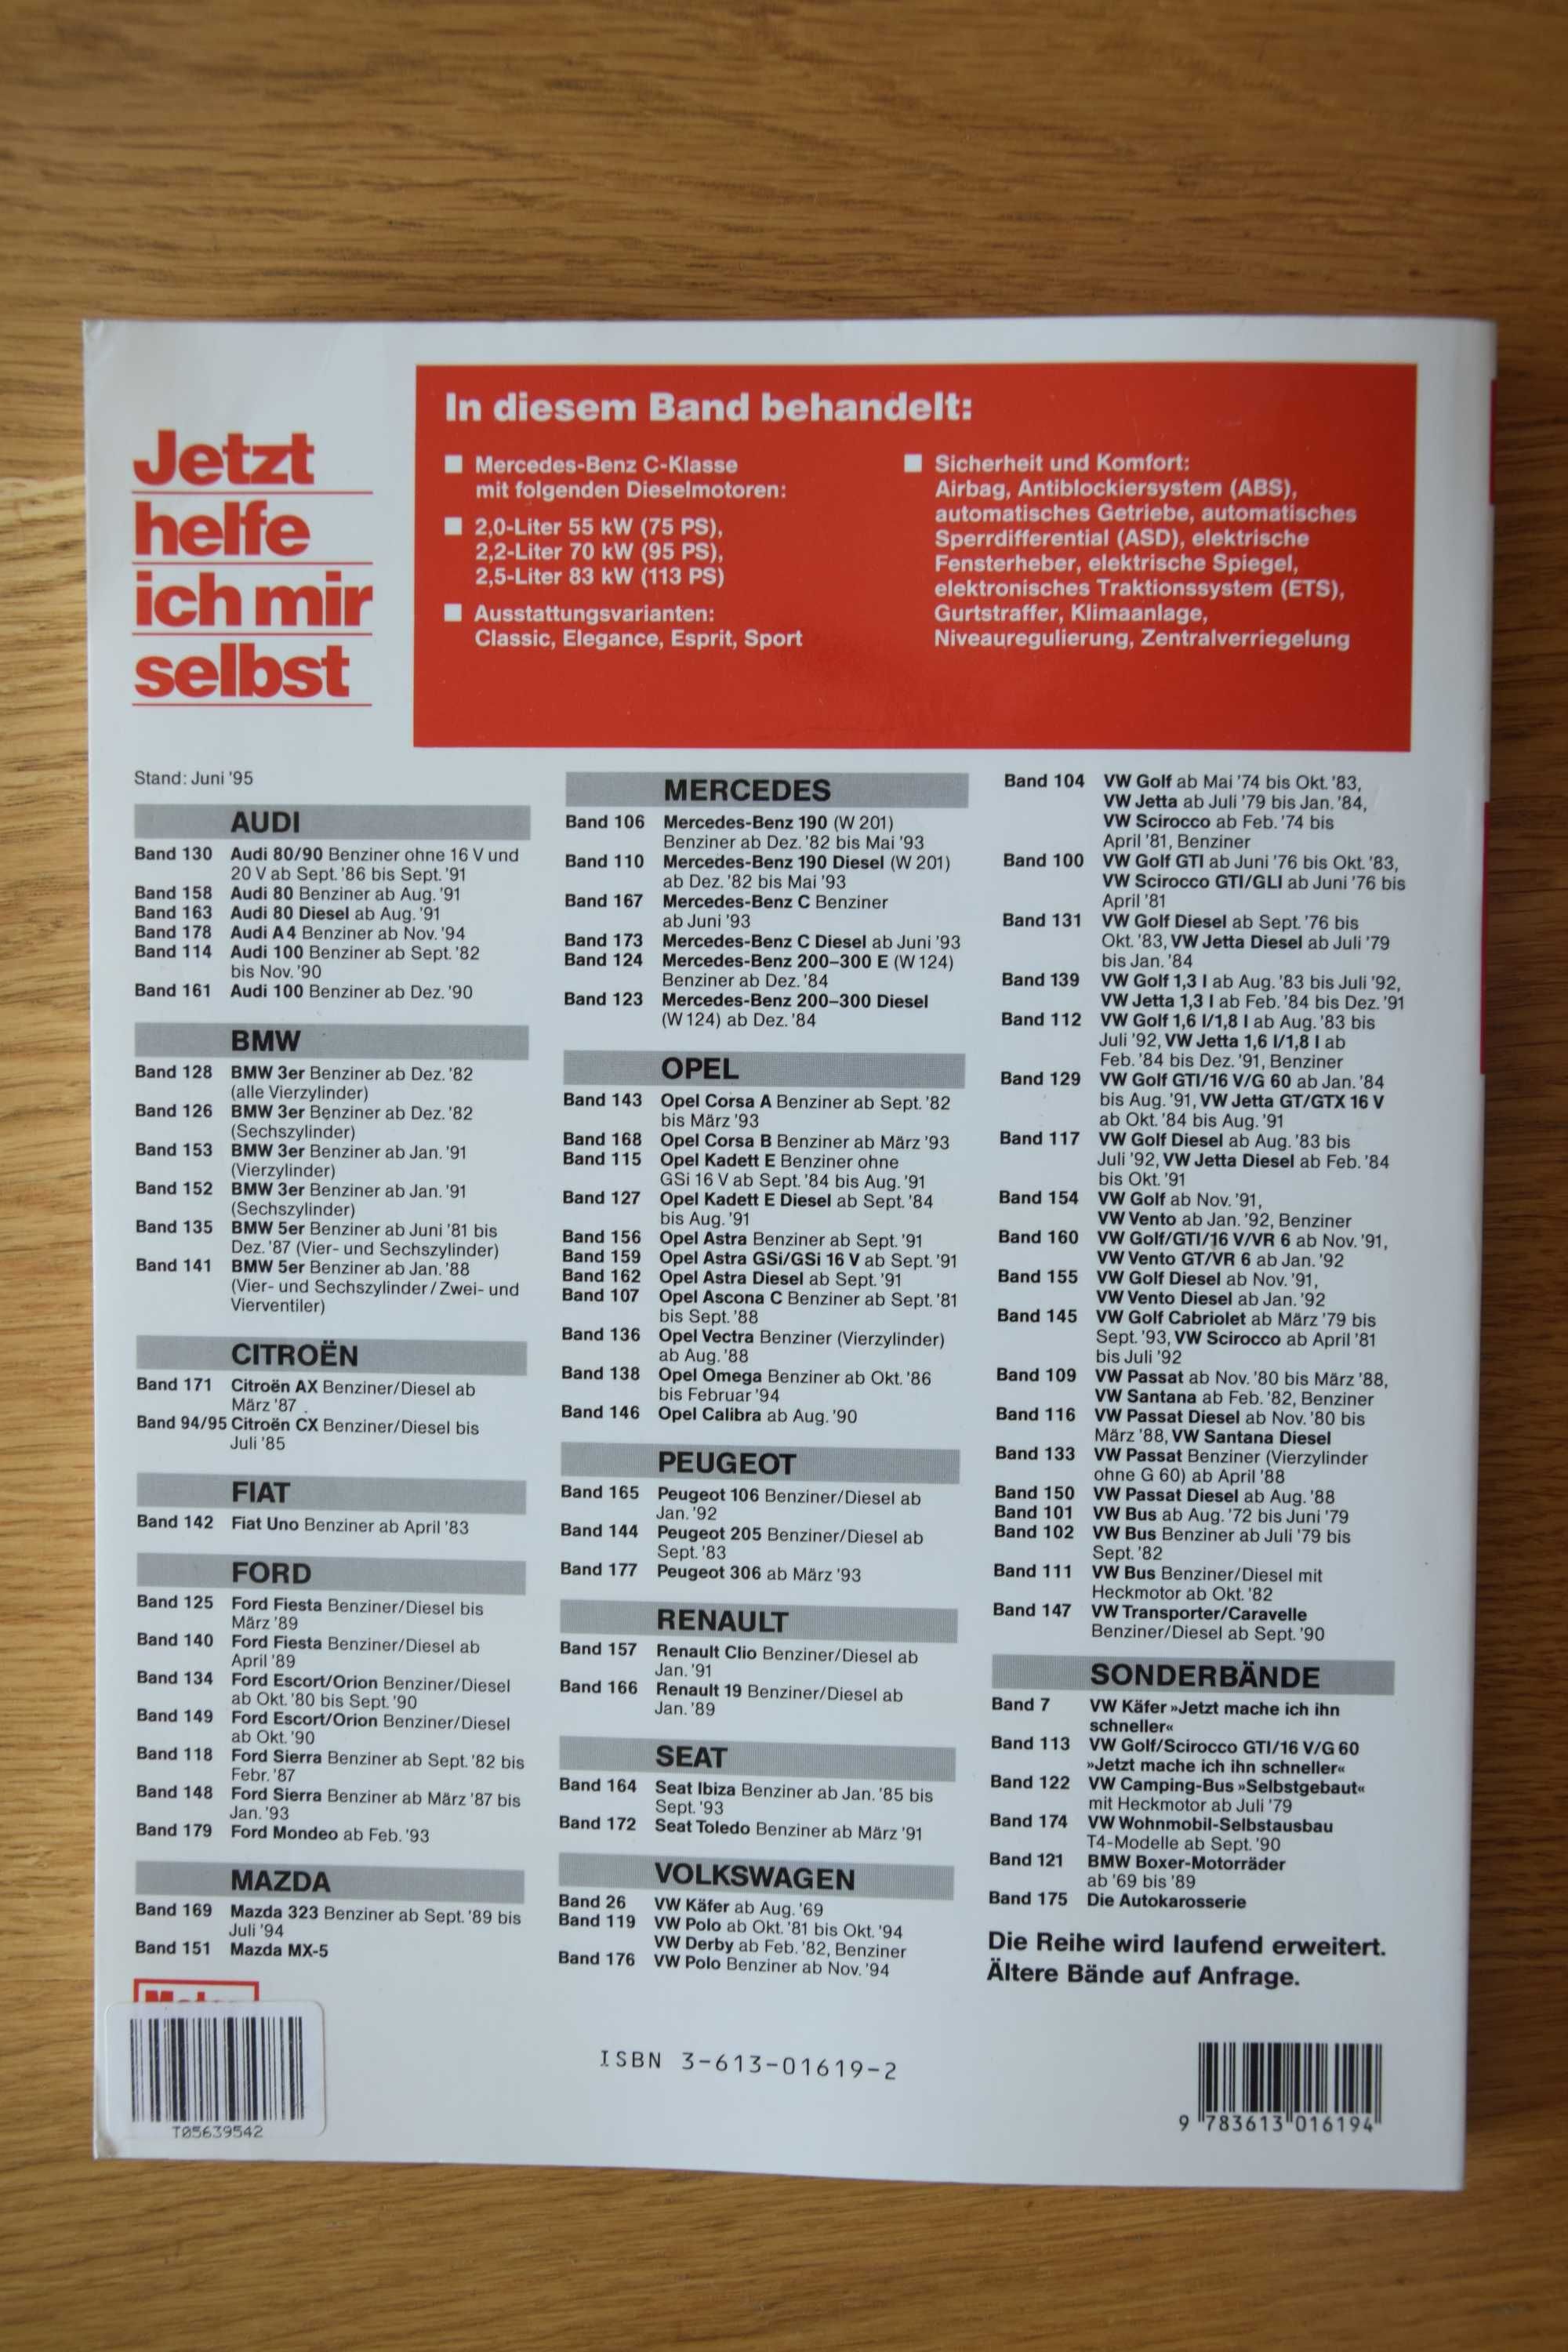 Jetzt
helfe
ich mir
selbst
In diesem Band behandelt:
■ Mercedes-Benz C-Klasse
mit folgenden Dieselmotoren:
■ 2,0-Liter 55 kW (75 PS),
2,2-Liter 70 kW (95 PS),
2,5-Liter 83 kW (113 PS)
■ Ausstattungsvarianten:
Classic, Elegance, Esprit, Sport
■ Sicherheit und Komfort:
Airbag, Antiblockiersystem (ABS),
automatisches Getriebe, automatisches
Sperrdifferential (ASD), elektrische
Fensterheber, elektrische Spiegel,
elektronisches Traktionssystem (ETS),
Gurtstraffer, Klimaanlage,
Niveauregulierung, Zentralverriegelung
Stand: Juni '95
AUDI
Band 130 Audi 80/90 Benziner ohne 16 V und
20 V ab Sept. '86 bis Sept. '91
Band 158 Audi 80 Benziner ab Aug. '91
Band 163 Audi 80 Diesel ab Aug. '91
Band 178 Audi A4 Benziner ab Nov. '94
Band 114 Audi 100 Benziner ab Sept. '82
bis Nov. '90
Band 161 Audi 100 Benziner ab Dez. '90
BMW
Band 128 BMW 3er Benziner ab Dez. '82
(alle Vierzylinder)
Band 126 BMW 3er Benziner ab Dez. '82
(Sechszylinder)
Band 153 BMW 3er Benziner ab Jan. '91
(Vierzylinder)
Band 152 BMW 3er Benziner ab Jan. '91
(Sechszylinder)
Band 135 BMW 5er Benziner ab Juni '81 bis
Dez. '87 (Vier- und Sechszylinder)
Band 141 BMW 5er Benziner ab Jan. '88
(Vier- und Sechszylinder / Zwei- und
Vierventiler)
CITROËN
Band 171 Citroën AX Benziner/Diesel ab
März '87
Band 94/95 Citroën CX Benziner/Diesel bis
Juli '85
FIAT
Band 142 Fiat Uno Benziner ab April '83
FORD
Band 125 Ford Fiesta Benziner/Diesel bis
März '89
Band 140 Ford Fiesta Benziner/Diesel ab
April '89
Band 134 Ford Escort/Orion Benziner/Diesel
ab Okt. '80 bis Sept. '90
Band 149 Ford Escort/Orion Benziner/Diesel
ab Okt. '90
Band 118 Ford Sierra Benziner ab Sept. '82 bis
Febr. '87
Band 148 Ford Sierra Benziner ab März '87 bis
Jan. '93
Band 179 Ford Mondeo ab Feb. '93
MAZDA
Band 169 Mazda 323 Benziner ab Sept. '89 bis
Juli '94
Band 151 Mazda MX-5
MERCEDES
Band 106 Mercedes-Benz 190 (W 201)
Benziner ab Dez. '82 bis Mai '93
Band 110 Mercedes-Benz 190 Diesel (W 201)
ab Dez. '82 bis Mai '93
Band 167 Mercedes-Benz C Benziner
ab Juni '93
Band 173 Mercedes-Benz C Diesel ab Juni '93
Band 124 Mercedes-Benz 200–300 E (W 124)
Benziner ab Dez. '84
Band 123 Mercedes-Benz 200–300 Diesel
(W 124) ab Dez. '84
OPEL
Band 143 Opel Corsa A Benziner ab Sept. '82
bis März '93
Band 168 Opel Corsa B Benziner ab März '93
Band 115 Opel Kadett E Benziner ohne
GSi 16 V ab Sept. '84 bis Aug. '91
Band 127 Opel Kadett E Diesel ab Sept. '84
bis Aug. '91
Band 156 Opel Astra Benziner ab Sept. '91
Band 159 Opel Astra GSi/GSi 16 V ab Sept. '91
Band 162 Opel Astra Diesel ab Sept. '91
Band 107 Opel Ascona C Benziner ab Sept. '81
bis Sept. '88
Band 136 Opel Vectra Benziner (Vierzylinder)
ab Aug. '88
Band 138 Opel Omega Benziner ab Okt. '86
bis Februar '94
Band 146 Opel Calibra ab Aug. '90
PEUGEOT
Band 165 Peugeot 106 Benziner/Diesel ab
Jan. '92
Band 144 Peugeot 205 Benziner/Diesel ab
Sept. '83
Band 177 Peugeot 306 ab März '93
RENAULT
Band 157 Renault Clio Benziner/Diesel ab
Jan. '91
Band 166 Renault 19 Benziner/Diesel ab
Jan. '89
SEAT
Band 164 Seat Ibiza Benziner ab Jan. '85 bis
Sept. '93
Band 172 Seat Toledo Benziner ab März '91
VOLKSWAGEN
Band 26 VW Käfer ab Aug. '69
Band 119 VW Polo ab Okt. '81 bis Okt. '94
VW Derby ab Feb. '82, Benziner
Band 176 VW Polo Benziner ab Nov. '94
Band 104 VW Golf ab Mai '74 bis Okt. '83,
VW Jetta ab Juli '79 bis Jan. '84,
VW Scirocco ab Feb. '74 bis
April '81, Benziner
Band 100 VW Golf GTI ab Juni '76 bis Okt. '83,
VW Scirocco GTI/GLI ab Juni '76 bis
April '81
Band 131 VW Golf Diesel ab Sept. '76 bis
Okt. '83, VW Jetta Diesel ab Juli '79
bis Jan. '84
Band 139 VW Golf 1,3 l ab Aug. '83 bis Juli '92,
VW Jetta 1,3 l ab Feb. '84 bis Dez. '91
Band 112 VW Golf 1,6 l/1,8 l ab Aug. '83 bis
Juli '92, VW Jetta 1,6 l/1,8 l ab
Feb. '84 bis Dez. '91, Benziner
Band 129 VW Golf GTI/16 V/G 60 ab Jan. '84
bis Aug. '91, VW Jetta GT/GTX 16 V
ab Okt. '84 bis Aug. '91
Band 117 VW Golf Diesel ab Aug. '83 bis
Juli '92, VW Jetta Diesel ab Feb. '84
bis Okt. '91
Band 154 VW Golf ab Nov. '91,
VW Vento ab Jan. '92, Benziner
Band 160 VW Golf/GTI/16 V/VR 6 ab Nov. '91,
VW Vento GT/VR 6 ab Jan. '92
Band 155 VW Golf Diesel ab Nov. '91,
VW Vento Diesel ab Jan. '92
Band 145 VW Golf Cabriolet ab März '79 bis
Sept. '93, VW Scirocco ab April '81
bis Juli '92
Band 109 VW Passat ab Nov. '80 bis März '88,
VW Santana ab Feb. '82, Benziner
Band 116 VW Passat Diesel ab Nov. '80 bis
März '88, VW Santana Diesel
Band 133 VW Passat Benziner (Vierzylinder
ohne G 60) ab April '88
Band 150 VW Passat Diesel ab Aug. '88
Band 101 VW Bus ab Aug. '72 bis Juni '79
Band 102 VW Bus Benziner ab Juli '79 bis
Sept. '82
Band 111 VW Bus Benziner/Diesel mit
Heckmotor ab Okt. '82
Band 147 VW Transporter/Caravelle
Benziner/Diesel ab Sept. '90
SONDERBÄNDE
Band 7 VW Käfer »Jetzt mache ich ihn
schneller«
Band 113 VW Golf/Scirocco GTI/16 V/G 60
»Jetzt mache ich ihn schneller«
Band 122 VW Camping-Bus »Selbstgebaut«
mit Heckmotor ab Juli '79
Band 174 VW Wohnmobil-Selbstausbau
T4-Modelle ab Sept. '90
Band 121 BMW Boxer-Motorräder
ab '69 bis '89
Band 175 Die Autokarosserie
Die Reihe wird laufend erweitert.
Ältere Bände auf Anfrage.
T05639542
ISBN 3-613-01619-2
9 783613 016194